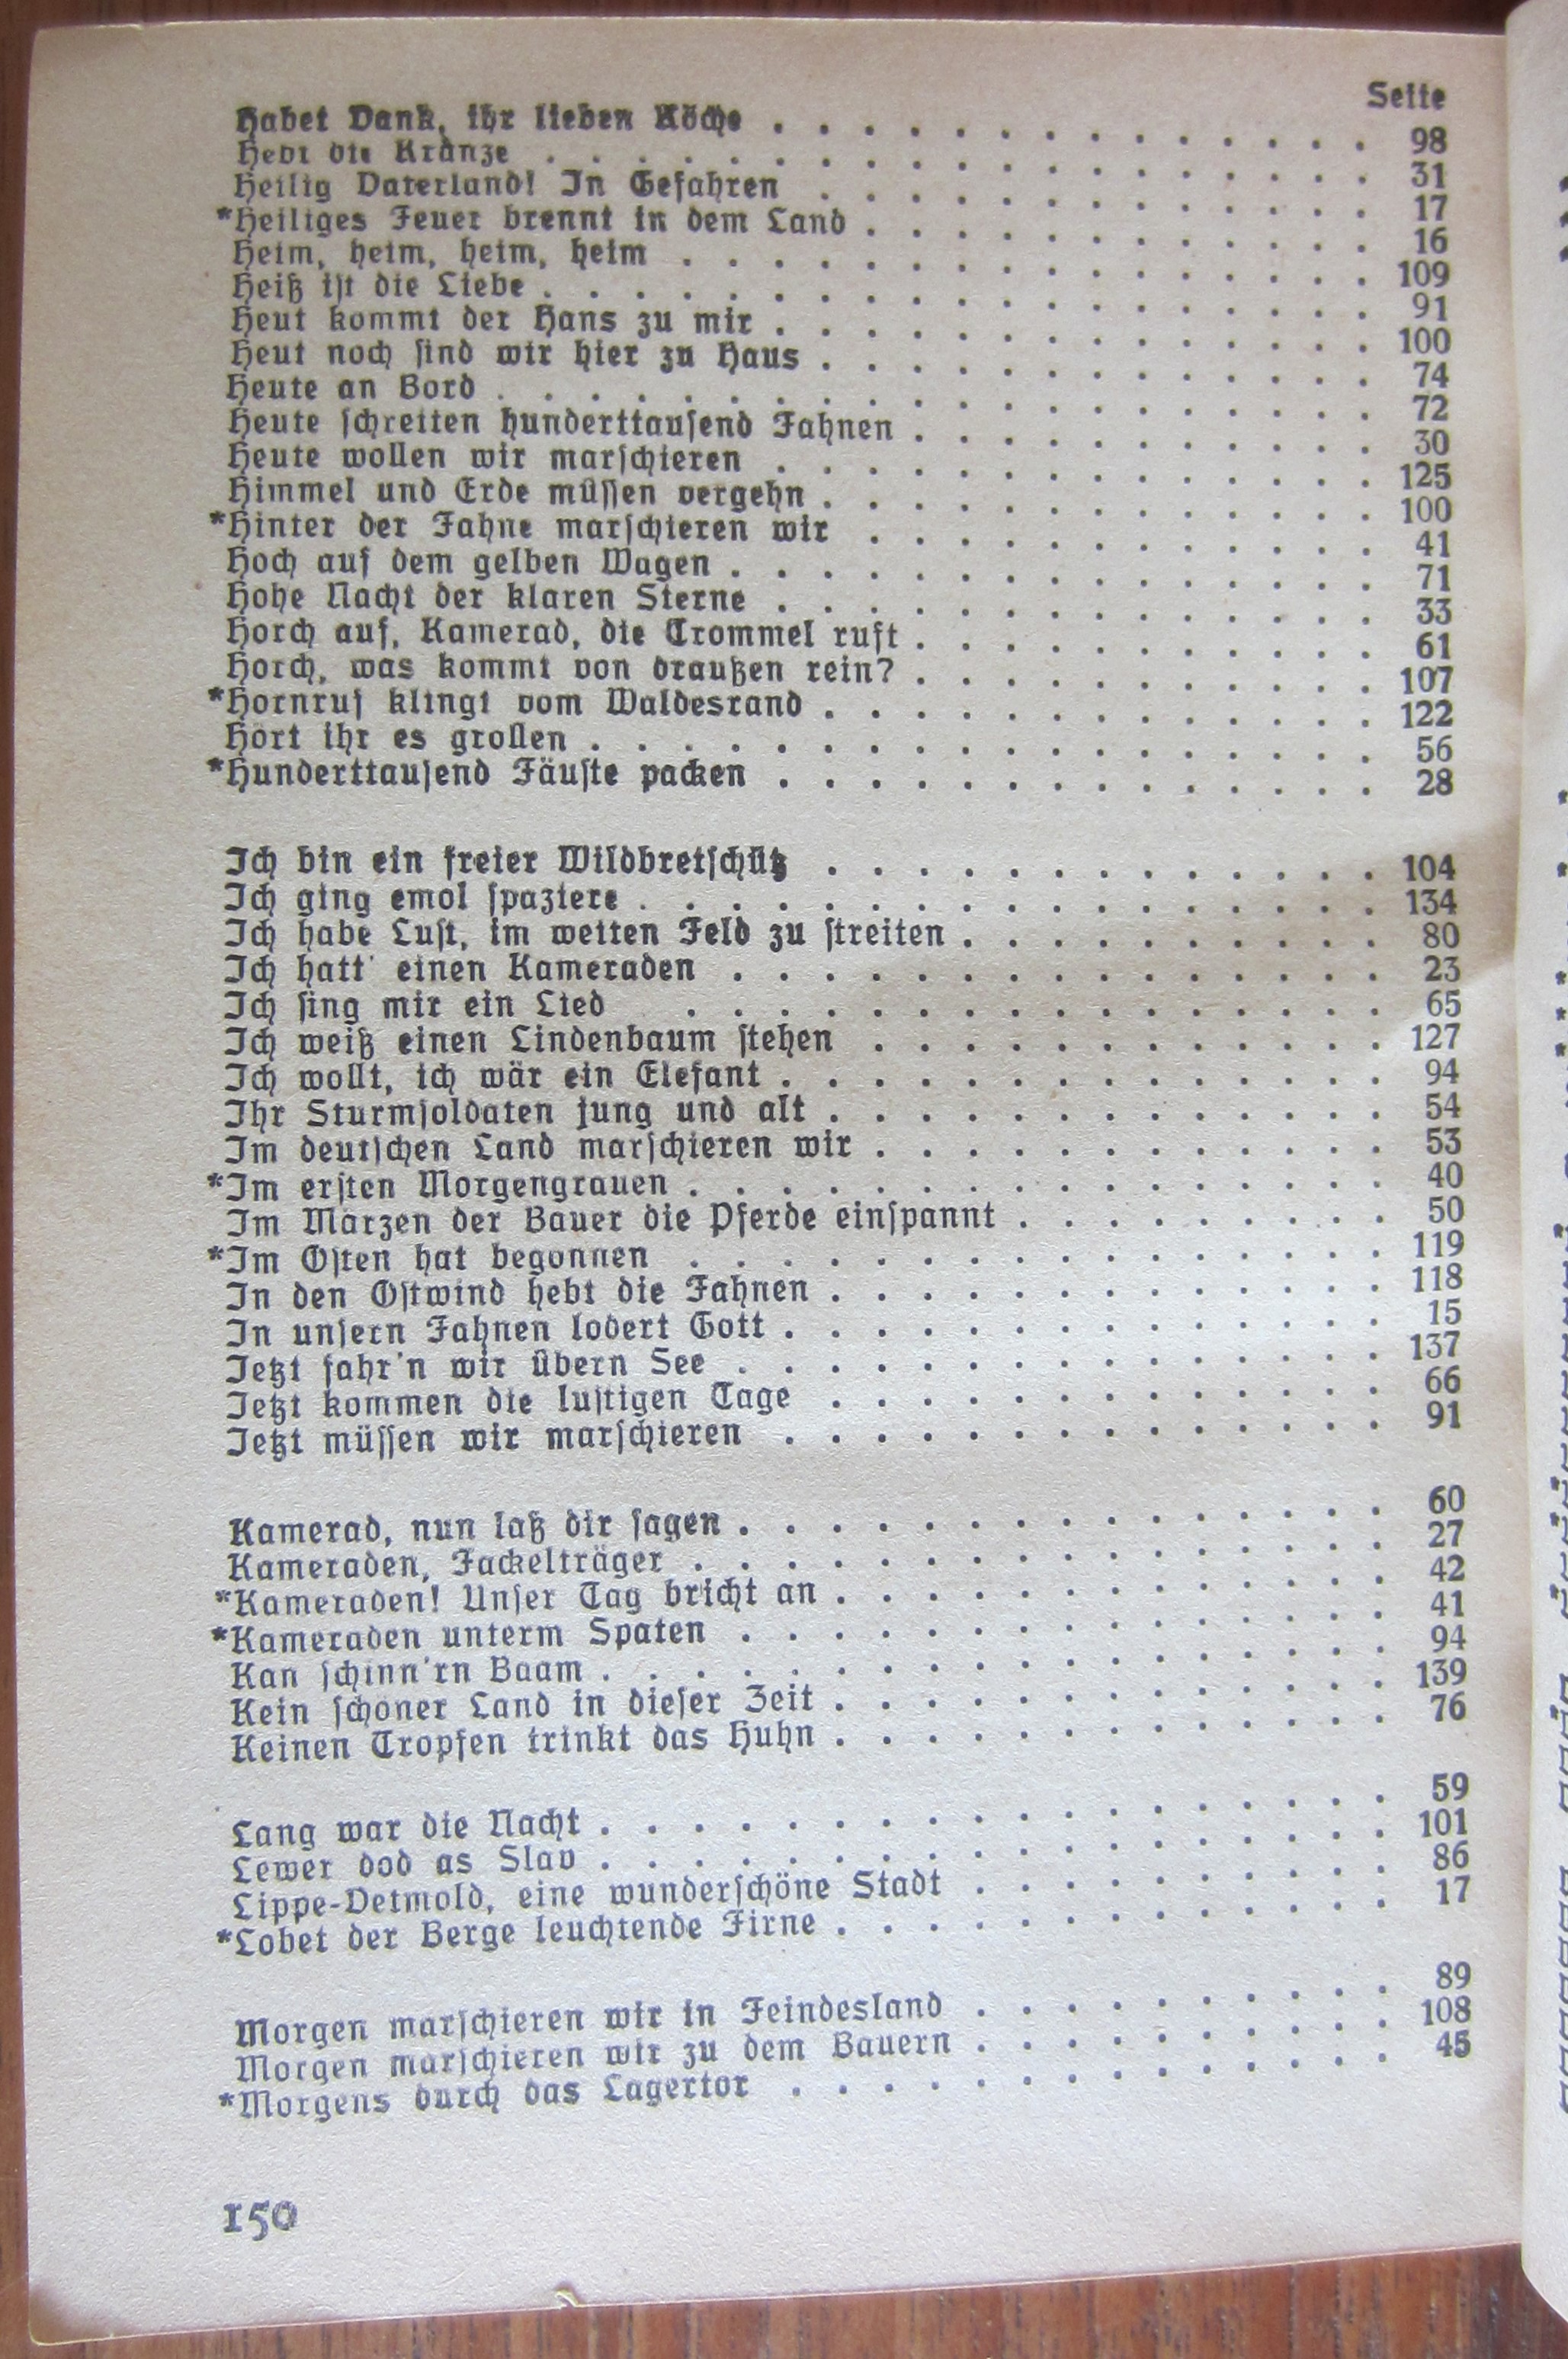 Seite
Habet Dank, ihr lieben Köche . . . . . . . . . . . . . . 98
Hebt die Kränze . . . . . . . . . . . . . . . . . . . 31
Heilig Vaterland! In Gefahren . . . . . . . . . . . . . 17
*Heiliges Feuer brennt in dem Land . . . . . . . . . . . . 16
Heim, heim, heim, heim . . . . . . . . . . . . . . . . 109
Heiß ist die Liebe . . . . . . . . . . . . . . . . . . . 91
Heut kommt der Hans zu mir . . . . . . . . . . . . . . 100
Heut noch sind wir hier zu Haus . . . . . . . . . . . . . 74
Heute an Bord . . . . . . . . . . . . . . . . . . . . 72
Heute schreiten hunderttausend Fahnen . . . . . . . . . . . 30
Heute wollen wir marschieren . . . . . . . . . . . . . . 125
Himmel und Erde müssen vergehn . . . . . . . . . . . . . 100
*Hinter der Fahne marschieren wir . . . . . . . . . . . . 41
Hoch auf dem gelben Wagen . . . . . . . . . . . . . . . 71
Hohe Nacht der klaren Sterne . . . . . . . . . . . . . . 33
Horch auf, Kamerad, die Trommel ruft . . . . . . . . . . . 61
Horch, was kommt von draußen rein? . . . . . . . . . . . 107
*Hornruf klingt vom Waldesrand . . . . . . . . . . . . . 122
Hört ihr es grollen . . . . . . . . . . . . . . . . . . 56
*Hunderttausend Fäuste packen . . . . . . . . . . . . . . 28
Ich bin ein freier Wildbretschütz . . . . . . . . . . . . . 104
Ich ging emol spaziere . . . . . . . . . . . . . . . . . 134
Ich habe Lust, im weiten Feld zu streiten . . . . . . . . . . 80
Ich hatt' einen Kameraden . . . . . . . . . . . . . . . 23
Ich sing mir ein Lied . . . . . . . . . . . . . . . . 65
Ich weiß einen Lindenbaum stehen . . . . . . . . . . . . 127
Ich wollt, ich wär ein Elefant . . . . . . . . . . . . . . 94
Ihr Sturmsoldaten jung und alt . . . . . . . . . . . . . 54
Im deutschen Land marschieren wir . . . . . . . . . . . . 53
*Im ersten Morgengrauen . . . . . . . . . . . . . . . . 40
Im Märzen der Bauer die Pferde einspannt . . . . . . . . . 50
*Im Osten hat begonnen . . . . . . . . . . . . . . . . 119
In den Ostwind hebt die Fahnen . . . . . . . . . . . . . 118
In unsern Fahnen lodert Gott . . . . . . . . . . . . . . 15
Jetzt fahr'n wir übern See . . . . . . . . . . . . . . . 137
Jetzt kommen die lustigen Tage . . . . . . . . . . . . . 66
Jetzt müssen wir marschieren . . . . . . . . . . . . . . 91
Kamerad, nun laß dir sagen . . . . . . . . . . . . . . . 60
Kameraden, Fackelträger . . . . . . . . . . . . . . . . 27
*Kameraden! Unser Tag bricht an . . . . . . . . . . . . . 42
*Kameraden unterm Spaten . . . . . . . . . . . . . . . 41
Kan schinn'rn Baam . . . . . . . . . . . . . . . . . . 94
Kein schöner Land in dieser Zeit . . . . . . . . . . . . . 139
Keinen Tropfen trinkt das Huhn . . . . . . . . . . . . . 76
Lang war die Nacht . . . . . . . . . . . . . . . . . . 59
Lewer dod as Slav . . . . . . . . . . . . . . . . . . 101
Lippe-Detmold, eine wunderschöne Stadt . . . . . . . . . . 86
*Lobet der Berge leuchtende Firne . . . . . . . . . . . . . 17
Morgen marschieren wir in Feindesland . . . . . . . . . . 89
Morgen marschieren wir zu dem Bauern . . . . . . . . . . 108
*Morgens durch das Lagertor . . . . . . . . . . . . . . 45
150